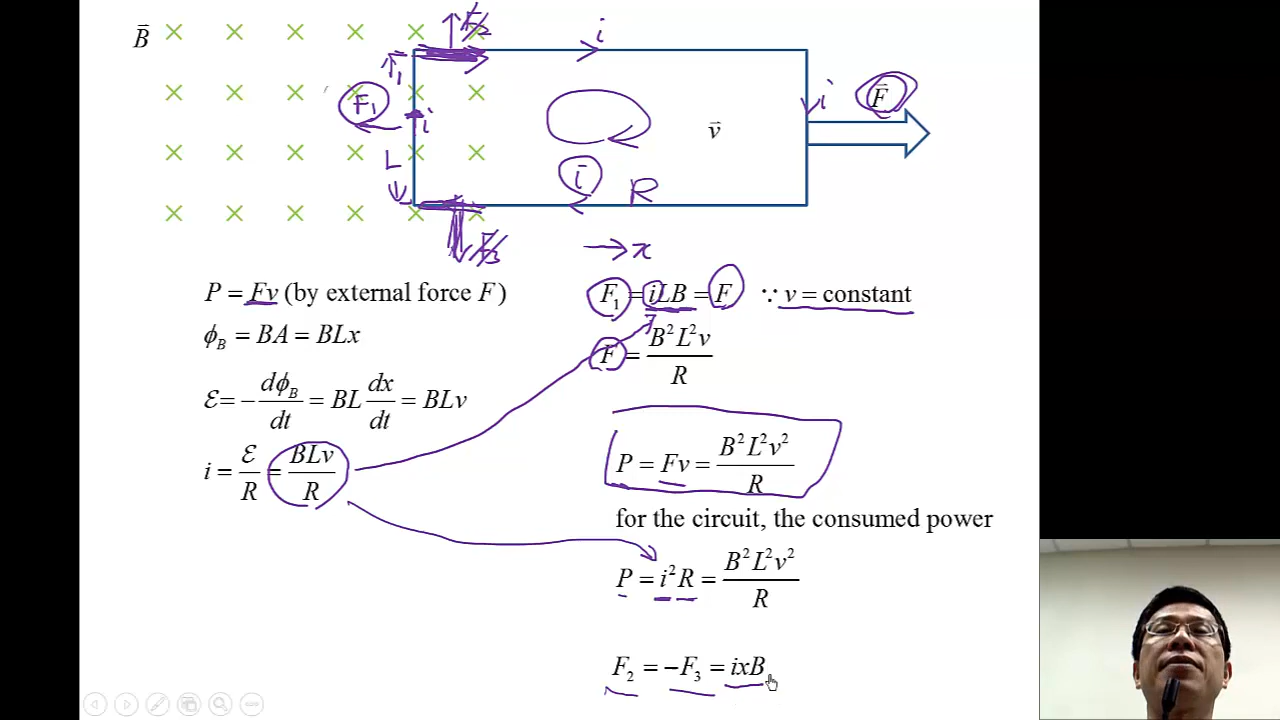 B⃗
F₂
i
F₁
i
L
i
R
v⃗
i
F⃗
F₃
→ x
P = Fv (by external force F)
ϕ_B = BA = BLx
ℰ = − dϕ_B/dt = BL dx/dt = BLv
i = ℰ/R = BLv/R
F₁ = iLB = F ∵ v = constant
F = B²L²v/R
P = Fv = B²L²v²/R
for the circuit, the consumed power
P = i²R = B²L²v²/R
F₂ = −F₃ = ixB